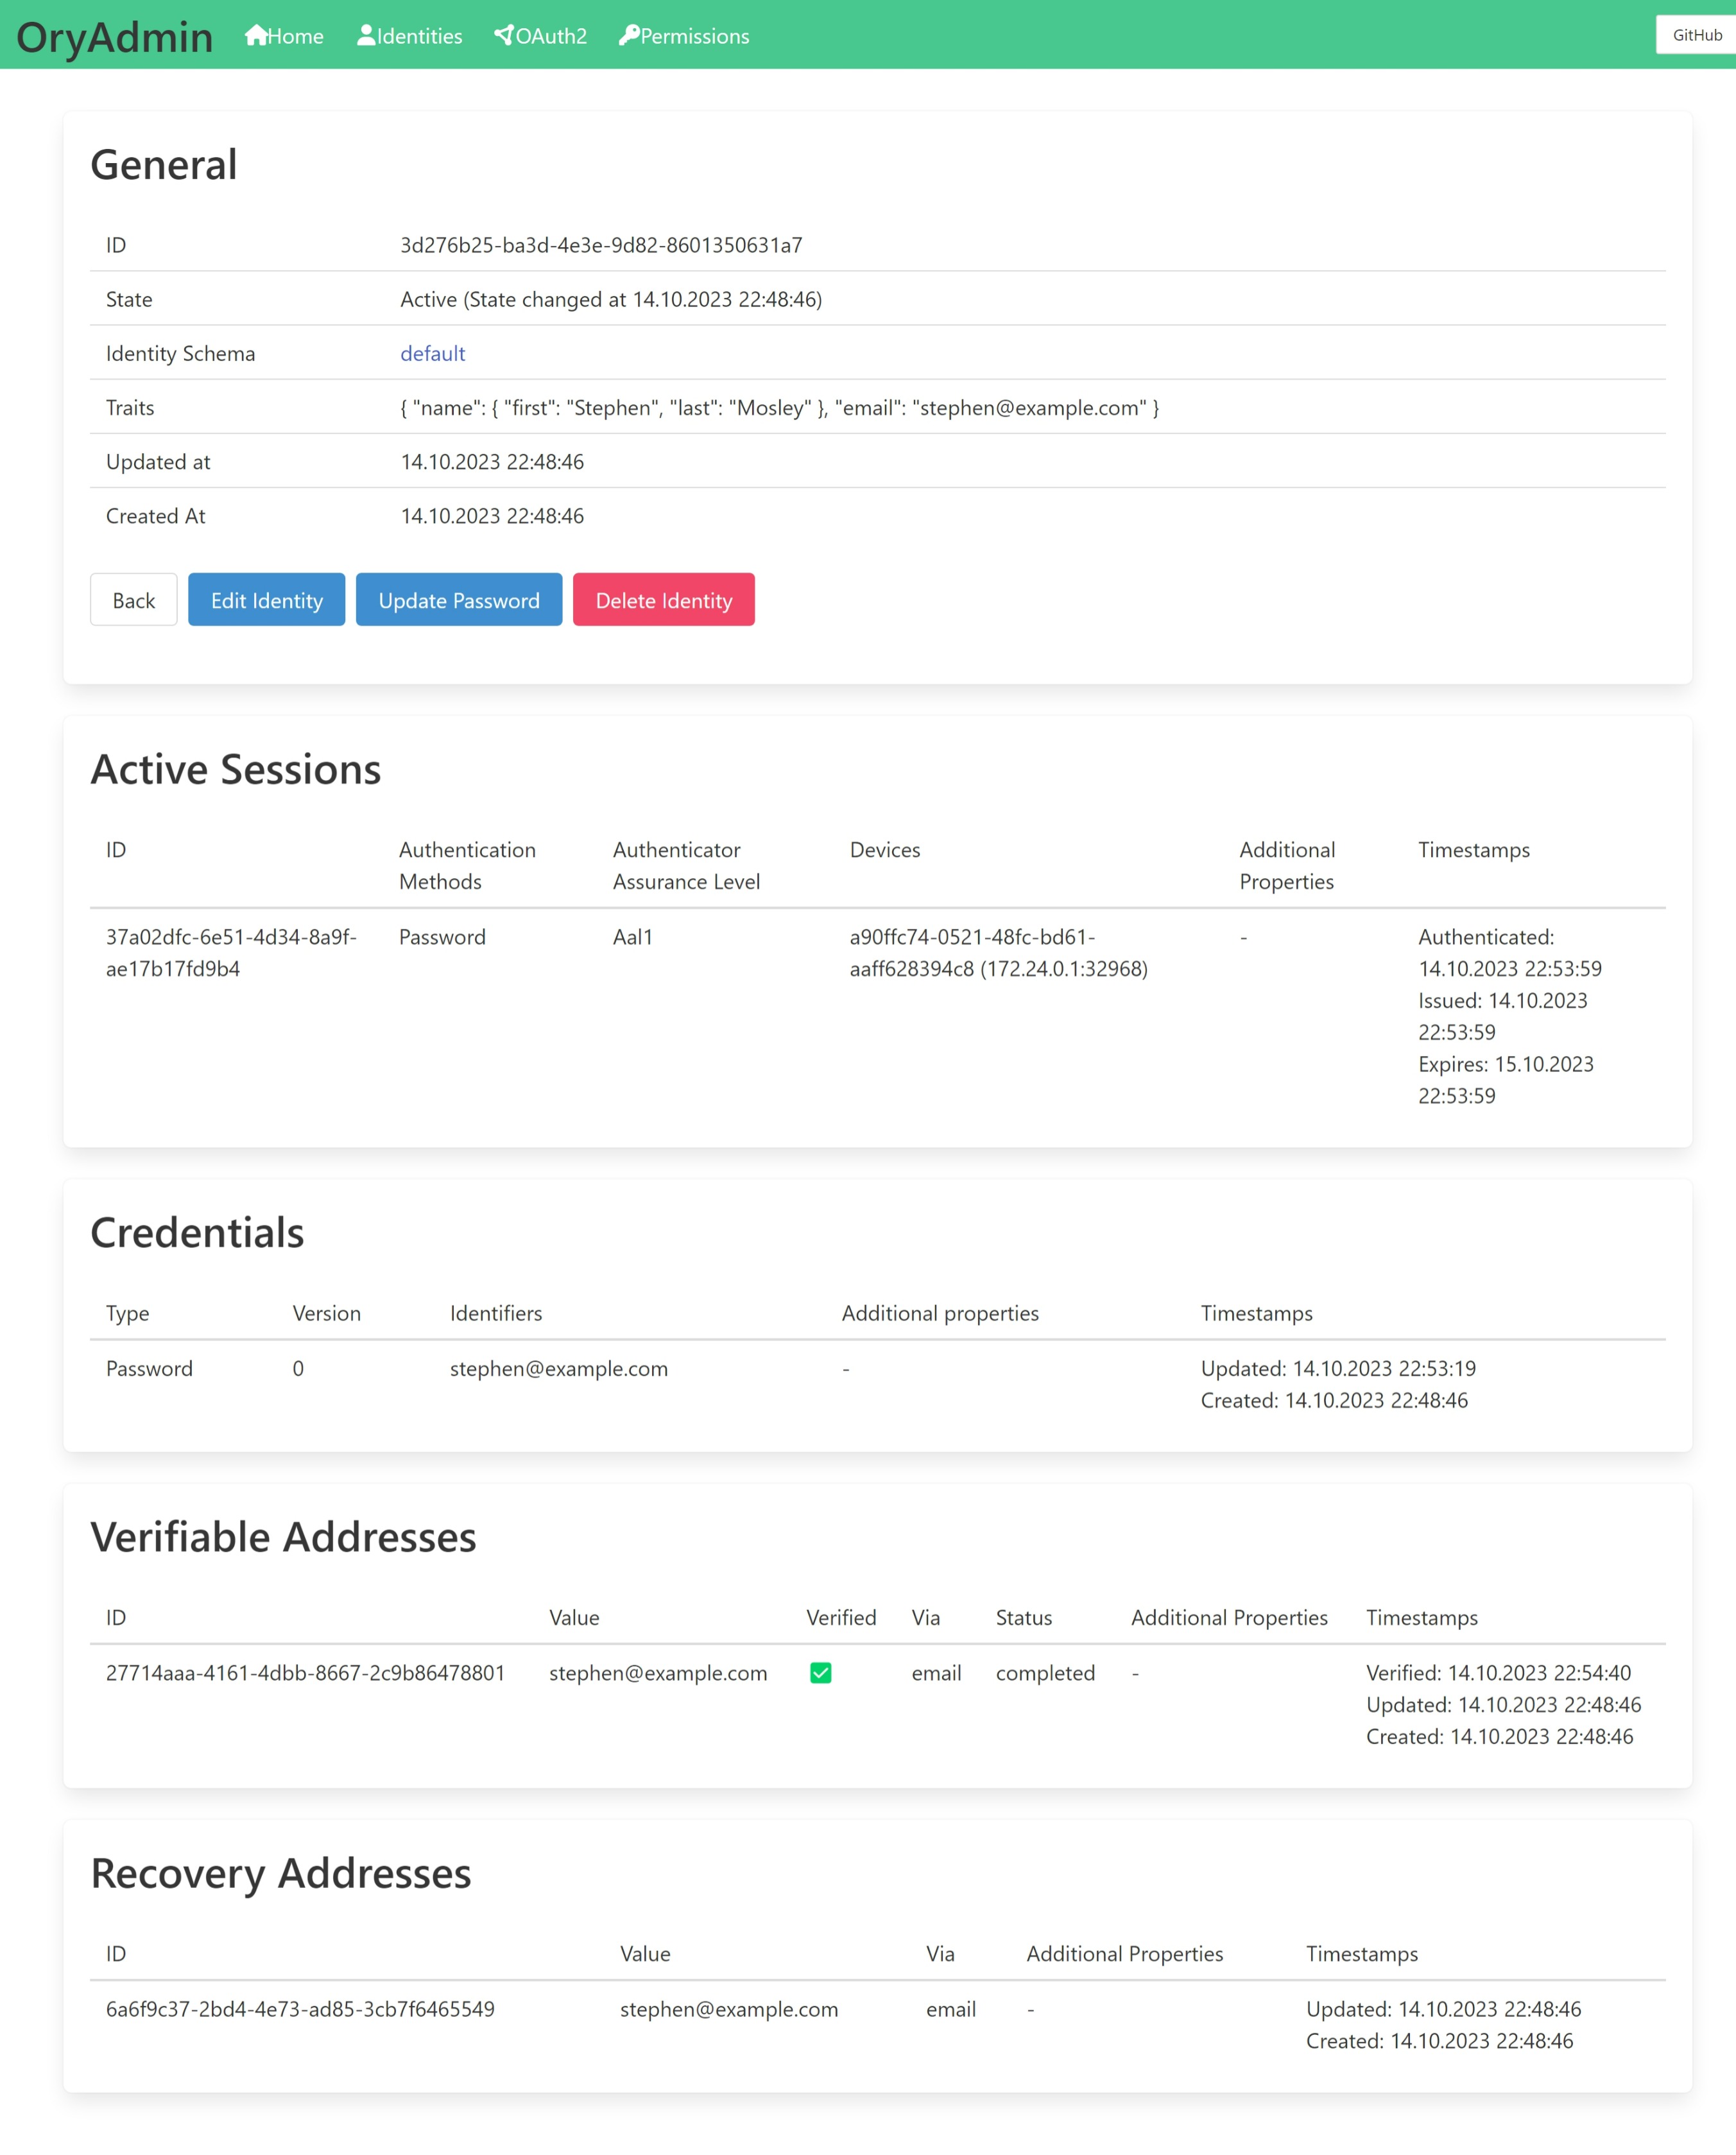 OryAdmin Home Identities OAuth2 Permissions GitHub
General
ID 3d276b25-ba3d-4e3e-9d82-8601350631a7
State Active (State changed at 14.10.2023 22:48:46)
Identity Schema default
Traits { "name": { "first": "Stephen", "last": "Mosley" }, "email": "stephen@example.com" }
Updated at 14.10.2023 22:48:46
Created At 14.10.2023 22:48:46
Back Edit Identity Update Password Delete Identity
Active Sessions
ID Authentication Authenticator Devices Additional Timestamps
Methods Assurance Level Properties
37a02dfc-6e51-4d34-8a9f- Password Aal1 a90ffc74-0521-48fc-bd61- - Authenticated:
ae17b17fd9b4 aaff628394c8 (172.24.0.1:32968) 14.10.2023 22:53:59
Issued: 14.10.2023
22:53:59
Expires: 15.10.2023
22:53:59
Credentials
Type Version Identifiers Additional properties Timestamps
Password 0 stephen@example.com - Updated: 14.10.2023 22:53:19
Created: 14.10.2023 22:48:46
Verifiable Addresses
ID Value Verified Via Status Additional Properties Timestamps
27714aaa-4161-4dbb-8667-2c9b86478801 stephen@example.com email completed - Verified: 14.10.2023 22:54:40
Updated: 14.10.2023 22:48:46
Created: 14.10.2023 22:48:46
Recovery Addresses
ID Value Via Additional Properties Timestamps
6a6f9c37-2bd4-4e73-ad85-3cb7f6465549 stephen@example.com email - Updated: 14.10.2023 22:48:46
Created: 14.10.2023 22:48:46